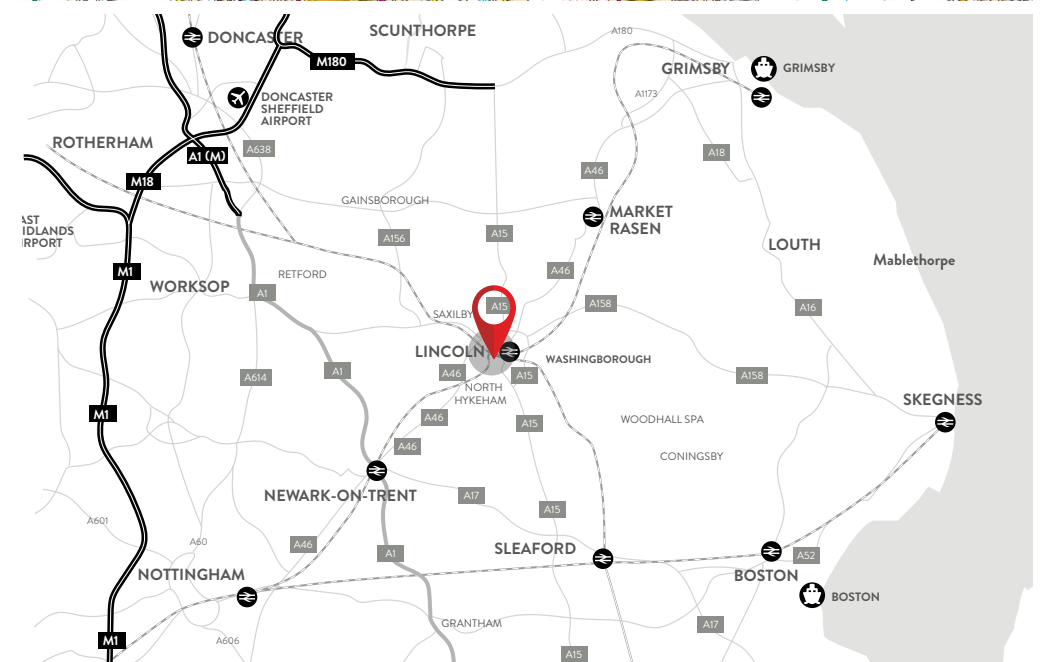 DONCASTER
SCUNTHORPE
A180
M180
GRIMSBY
GRIMSBY
DONCASTER
SHEFFIELD
AIRPORT
A1173
ROTHERHAM
A638
A1 (M)
A18
M18
A46
GAINSBOROUGH
MARKET
RASEN
AST
IDLANDS
IRPORT
A156
A15
LOUTH
Mablethorpe
M1
RETFORD
A46
WORKSOP
A1
A15
A158
A16
SAXILBY
LINCOLN
WASHINGBOROUGH
A614
A1
A46
A15
A158
NORTH
HYKEHAM
SKEGNESS
M1
A46
A15
WOODHALL SPA
A46
CONINGSBY
NEWARK-ON-TRENT
A17
A15
A601
A60
A46
A1
SLEAFORD
A52
NOTTINGHAM
BOSTON
BOSTON
GRANTHAM
A17
M1
A606
A15